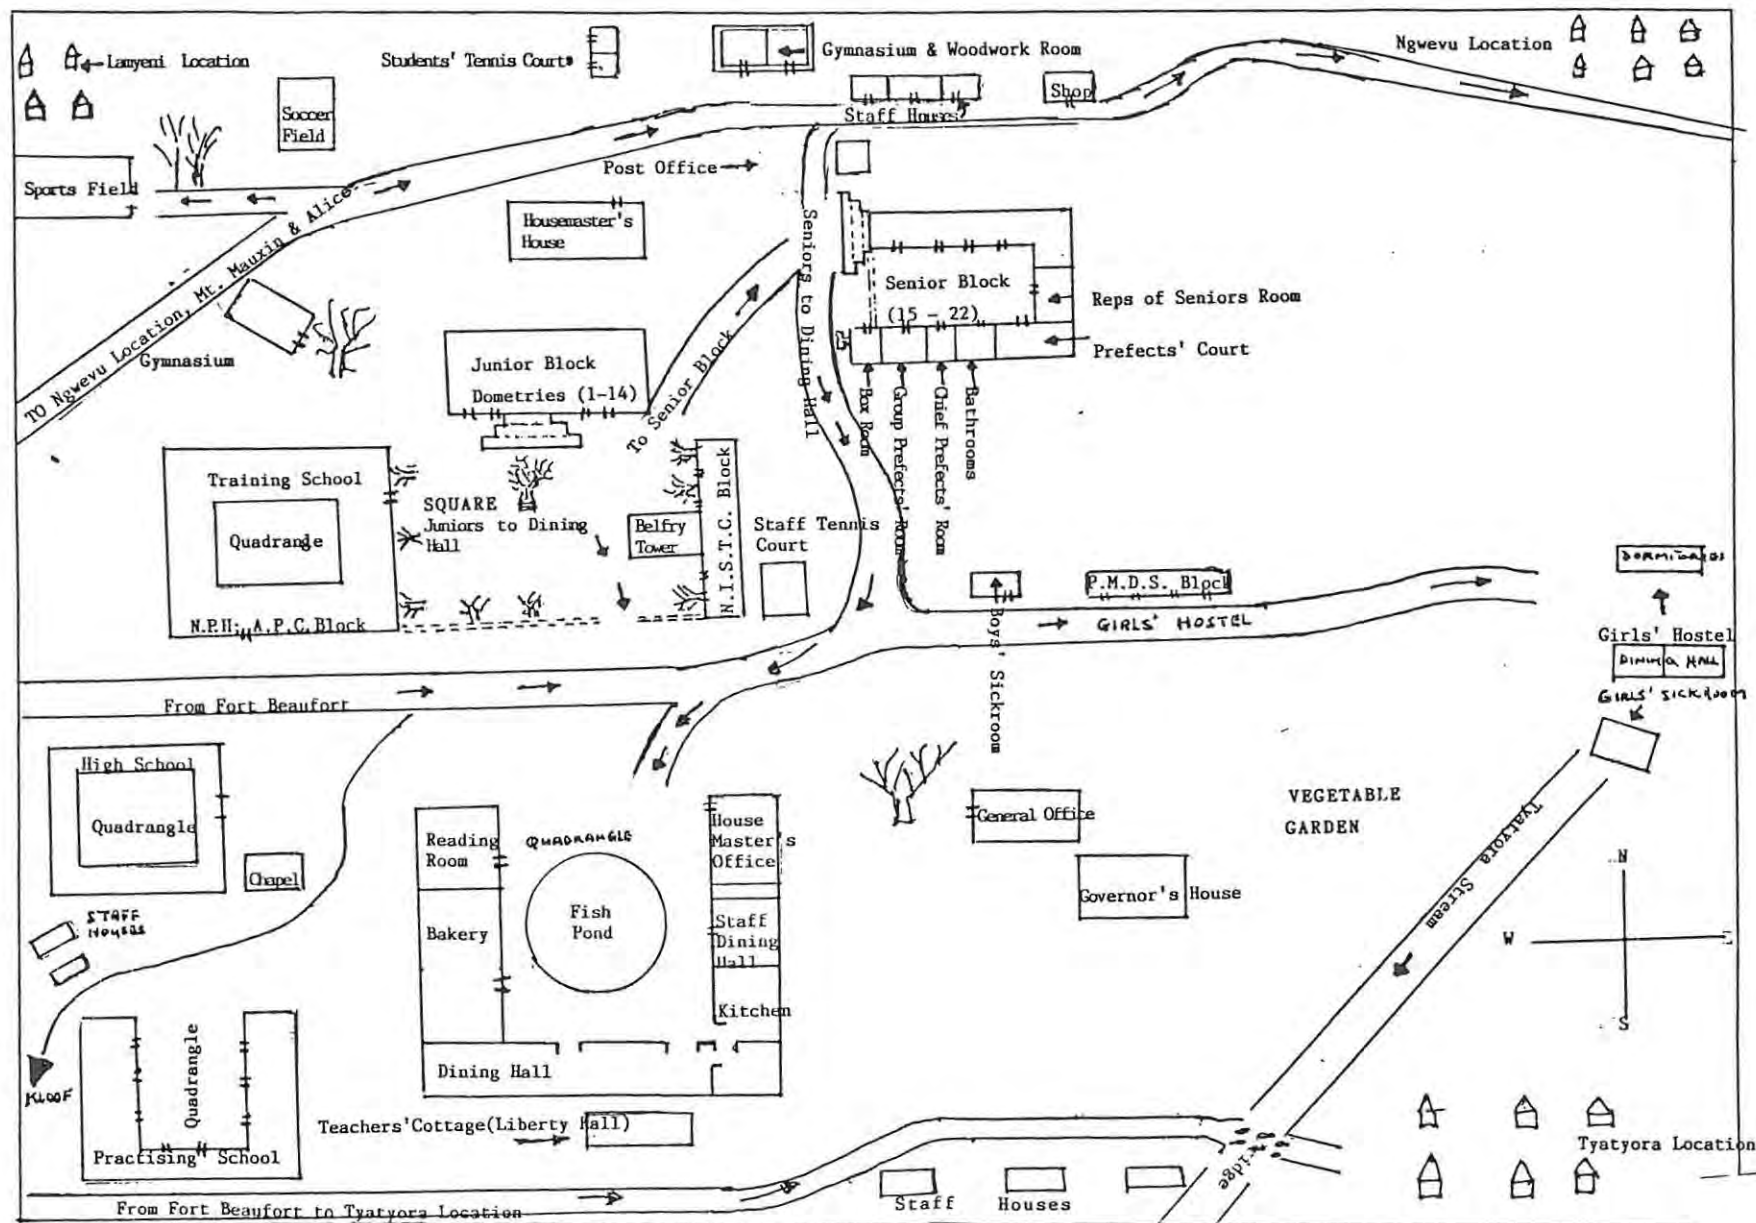 Lamyeni Location
Students' Tennis Courts
Gymnasium & Woodwork Room
Ngwevu Location
Shop
Soccer
Field
Staff Houses
Post Office
Sports Field
Housemaster's
House
TO Ngwevu Location, Mt. Mauxin & Alice
Gymnasium
Seniors to Dining Hall
Senior Block
(15 - 22)
Reps of Seniors Room
Prefects' Court
Junior Block
Dometries (1-14)
To Senior Block
Box Room
Group Prefects' Room
Chief Prefects' Room
Bathrooms
Training School
Quadrangle
N.P.H. A.P.C. Block
SQUARE
Juniors to Dining
Hall
Belfry
Tower
N.I.S.T.C. Block
Staff Tennis
Court
Boys' Sickroom
P.M.D.S. Block
GIRLS' HOSTEL
DORMITORIES
Girls' Hostel
DINING HALL
GIRLS' SICKROOM
From Fort Beaufort
High School
Quadrangle
Chapel
STAFF
HOUSES
KLOOF
Reading
Room
QUADRANGLE
House
Master's
Office
Fish
Pond
Bakery
Staff
Dining
Hall
Kitchen
Dining Hall
General Office
Governor's House
VEGETABLE
GARDEN
Tyatyora Stream
N
W
E
S
Quadrangle
Practising School
Teachers'Cottage(Liberty Hall)
Tyatyora Location
From Fort Beaufort to Tyatyora Location
Staff Houses